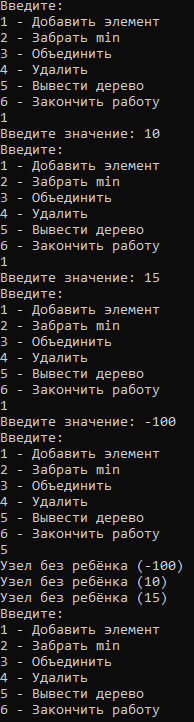 Введите:
1 - Добавить элемент
2 - Забрать min
3 - Объединить
4 - Удалить
5 - Вывести дерево
6 - Закончить работу
1
Введите значение: 10
Введите:
1 - Добавить элемент
2 - Забрать min
3 - Объединить
4 - Удалить
5 - Вывести дерево
6 - Закончить работу
1
Введите значение: 15
Введите:
1 - Добавить элемент
2 - Забрать min
3 - Объединить
4 - Удалить
5 - Вывести дерево
6 - Закончить работу
1
Введите значение: -100
Введите:
1 - Добавить элемент
2 - Забрать min
3 - Объединить
4 - Удалить
5 - Вывести дерево
6 - Закончить работу
5
Узел без ребёнка (-100)
Узел без ребёнка (10)
Узел без ребёнка (15)
Введите:
1 - Добавить элемент
2 - Забрать min
3 - Объединить
4 - Удалить
5 - Вывести дерево
6 - Закончить работу